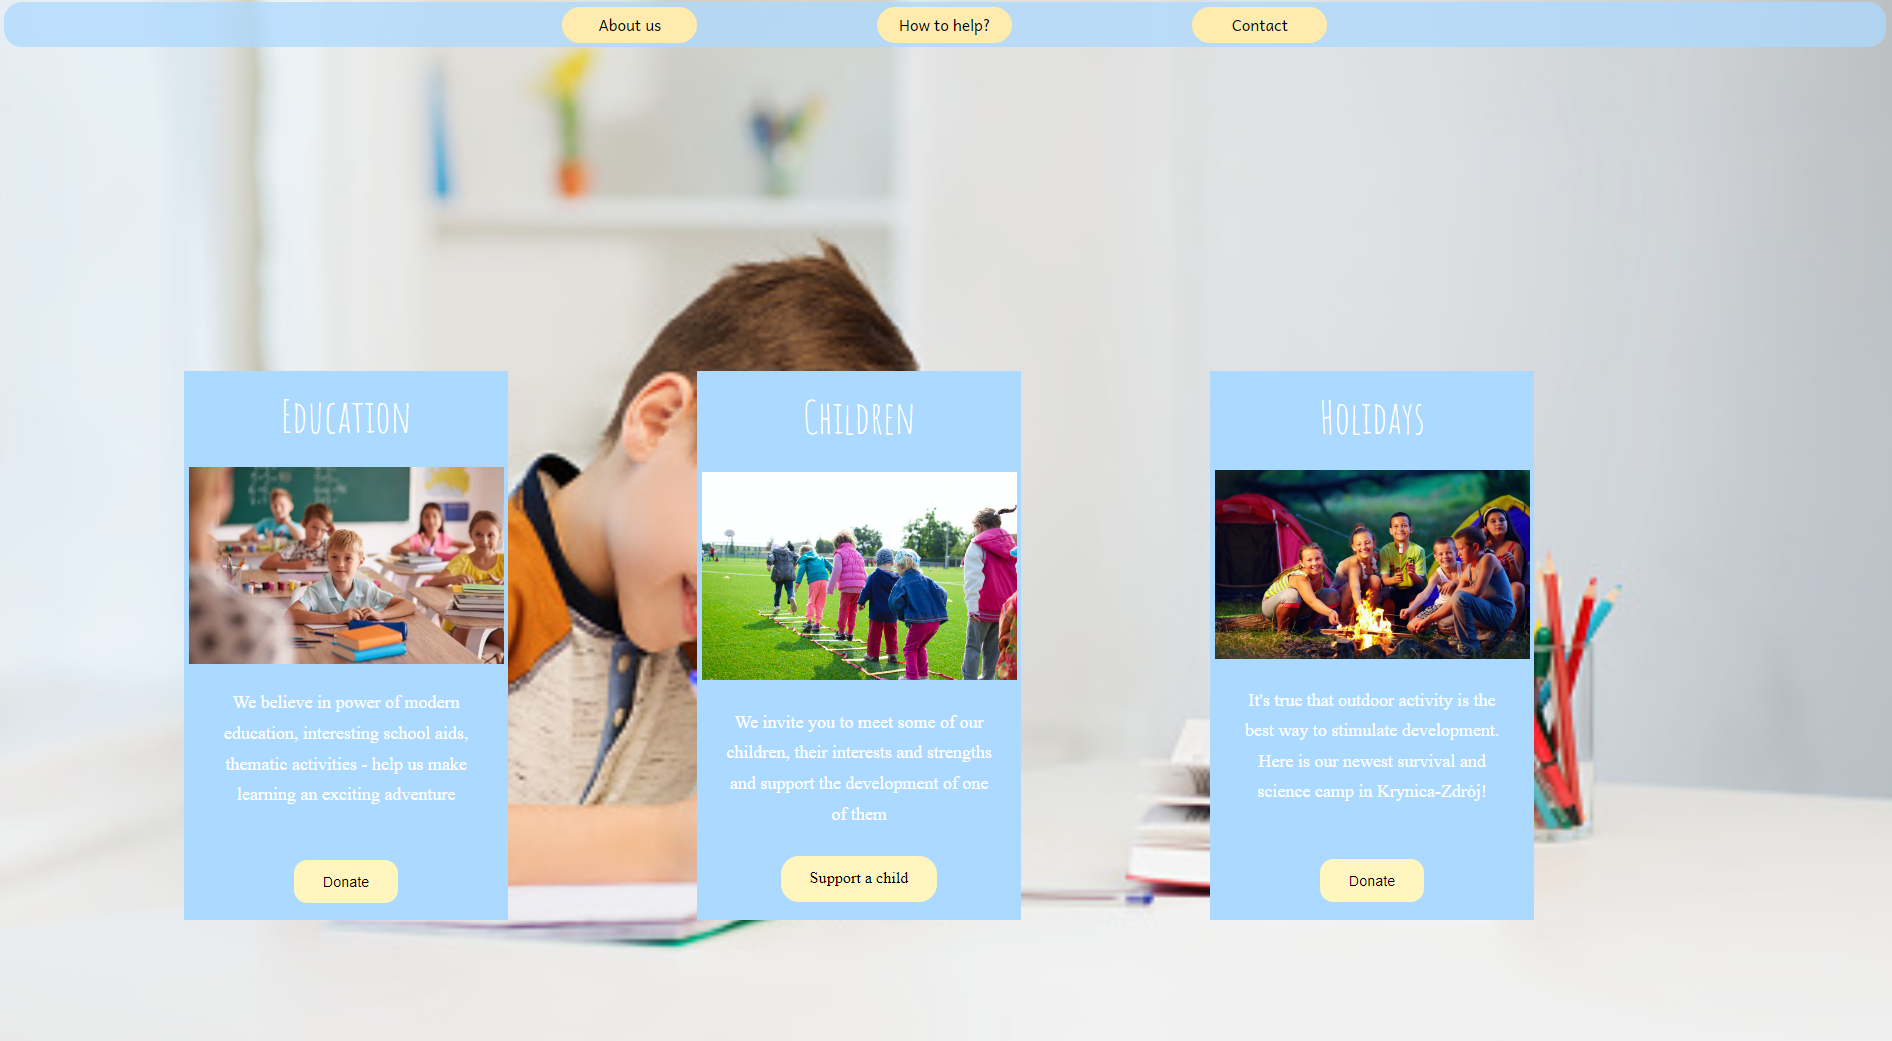 About us
How to help?
Contact
Education
We believe in power of modern
education, interesting school aids,
thematic activities - help us make
learning an exciting adventure
Donate
Children
We invite you to meet some of our
children, their interests and strengths
and support the development of one
of them
Support a child
Holidays
It's true that outdoor activity is the
best way to stimulate development.
Here is our newest survival and
science camp in Krynica-Zdrój!
Donate